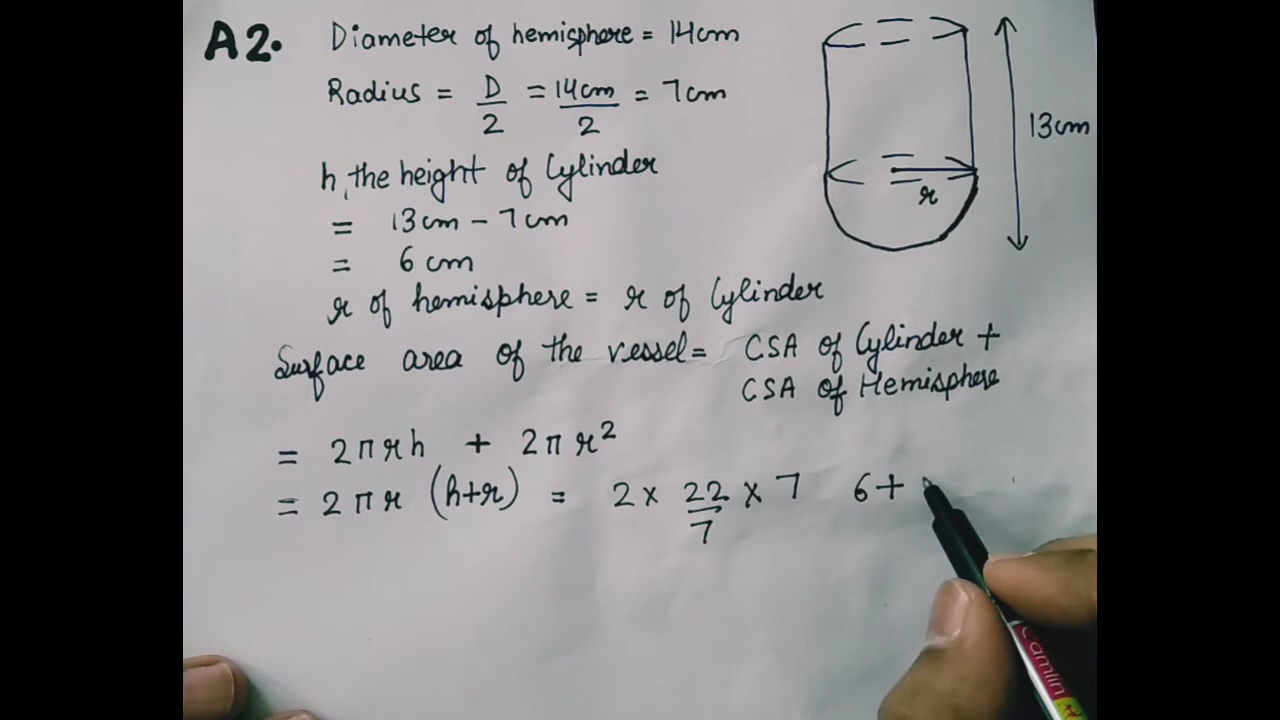 A2. Diameter of hemisphere = 14cm
Radius = D/2 = 14cm/2 = 7cm
h, the height of Cylinder
= 13cm - 7cm
= 6 cm
r of hemisphere = r of Cylinder
Surface area of the vessel = CSA of Cylinder +
CSA of Hemisphere
= 2πrh + 2πr²
= 2πr (h+r) = 2 × 22/7 × 7 6+
13cm
r
Camlin